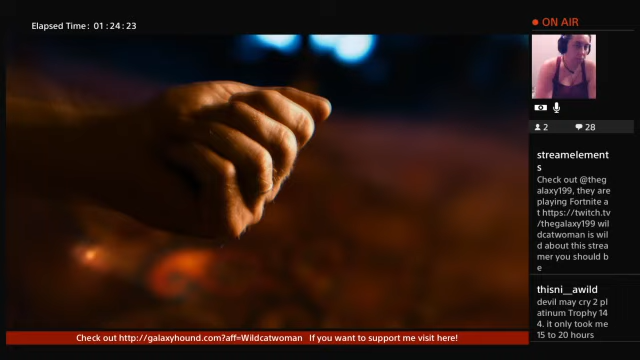 Elapsed Time: 01:24:23
ON AIR
2 28
streamelement
s
Check out @theg
alaxy199, they are
playing Fortnite a
t https://twitch.tv
/thegalaxy199 wil
dcatwoman is wil
d about this strea
mer you should b
e
thisni__awild
devil may cry 2 pl
atinum Trophy 14
4. it only took me
15 to 20 hours
Check out http://galaxyhound.com?aff=Wildcatwoman If you want to support me visit here!